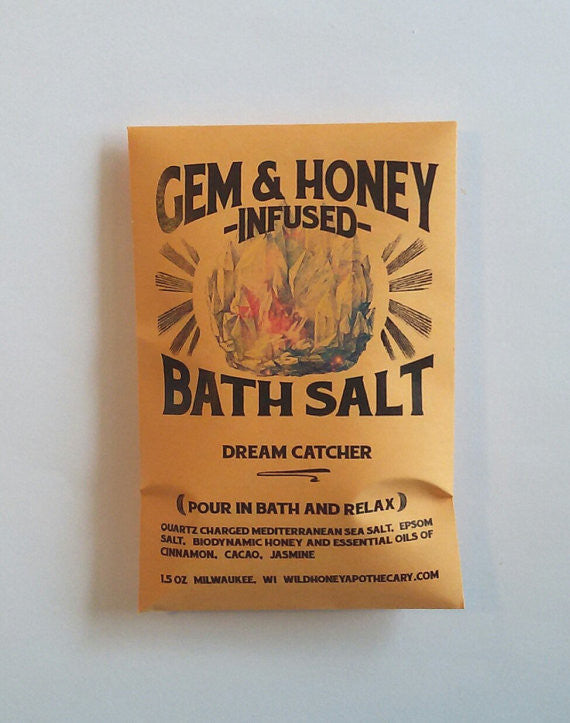 GEM & HONEY
-INFUSED-
BATH SALT
DREAM CATCHER
(POUR IN BATH AND RELAX)
QUARTZ CHARGED MEDITERRANEAN SEA SALT, EPSOM
SALT, BIODYNAMIC HONEY AND ESSENTIAL OILS OF
CINNAMON, CACAO, JASMINE
1.5 OZ MILWAUKEE, WI WILDHONEYAPOTHECARY.COM